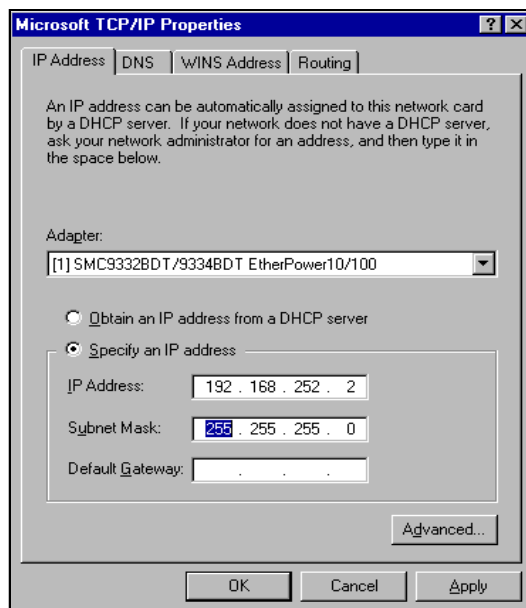 Microsoft TCP/IP Properties
IP Address DNS WINS Address Routing
An IP address can be automatically assigned to this network card
by a DHCP server. If your network does not have a DHCP server,
ask your network administrator for an address, and then type it in
the space below.
Adapter:
[1] SMC9332BDT/9334BDT EtherPower10/100
Obtain an IP address from a DHCP server
Specify an IP address
IP Address: 192 . 168 . 252 . 2
Subnet Mask: 255 . 255 . 255 . 0
Default Gateway: . . .
Advanced...
OK Cancel Apply